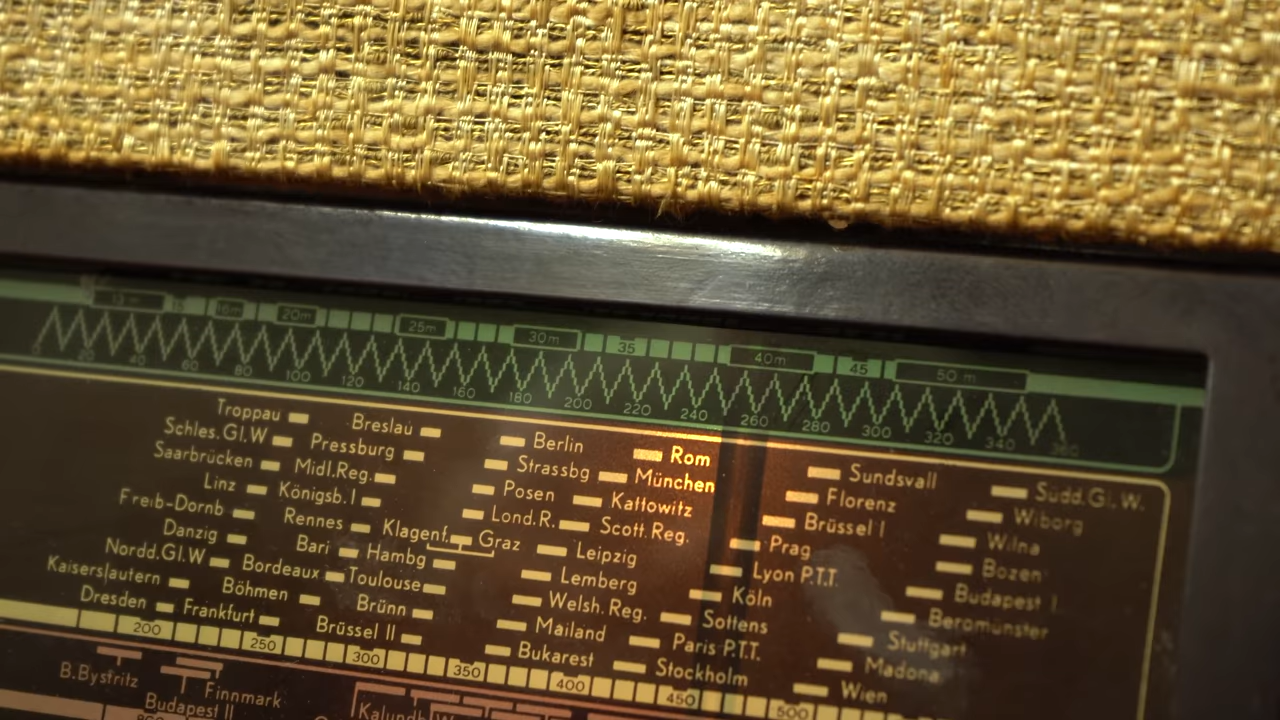 13m 15 16m 20m 25m 30m 35 40m 45 50 m
0 20 40 60 80 100 120 140 160 180 200 220 240 260 280 300 320 340 360
Troppau Breslau Berlin Rom Sundsvall Südd.Gl.W.
Schles.Gl.W Pressburg Strassbg München Florenz Wiborg
Saarbrücken Midl.Reg. Posen Kattowitz Brüssel I Wilna
Linz Königsb.I Lond.R. Scott.Reg. Prag Bozen
Freib-Dornb Rennes Klagenf. Graz Leipzig Lyon P.T.T. Budapest I
Danzig Bari Hambg Lemberg Köln Beromünster
Nordd.Gl.W Bordeaux Toulouse Welsh.Reg. Sottens Stuttgart
Kaiserslautern Böhmen Brünn Mailand Paris P.T.T. Madona
Dresden Frankfurt Brüssel II Bukarest Stockholm Wien
200 250 300 350 400 450 500
B.Bystritz Finnmark
Budapest II